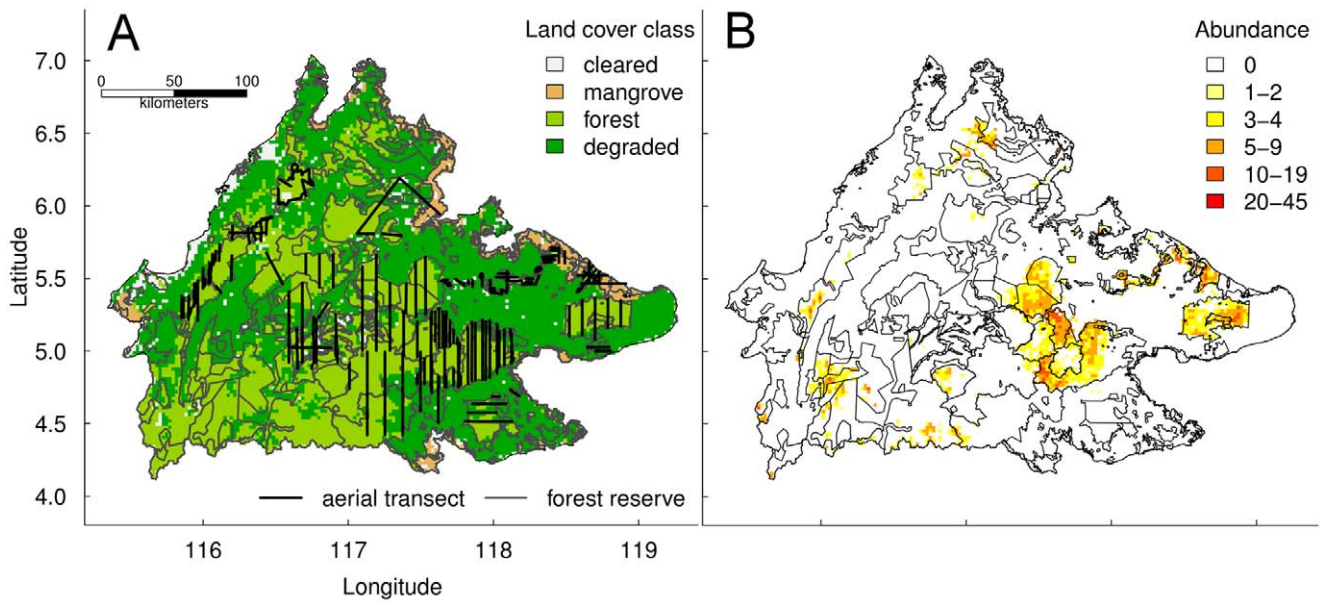 A
Land cover class
cleared
mangrove
forest
degraded
0 50 100
kilometers
7.0
6.5
6.0
5.5
5.0
4.5
4.0
Latitude
aerial transect
forest reserve
116 117 118 119
Longitude
B
Abundance
0
1–2
3–4
5–9
10–19
20–45